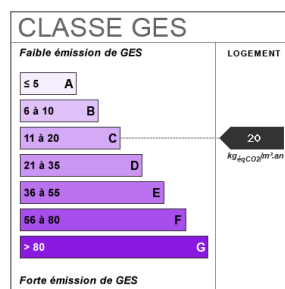 CLASSE GES
Faible émission de GES
LOGEMENT
≤ 5 A
6 à 10 B
11 à 20 C
20
kgéqCO2/m².an
21 à 35 D
36 à 55 E
56 à 80 F
> 80 G
Forte émission de GES